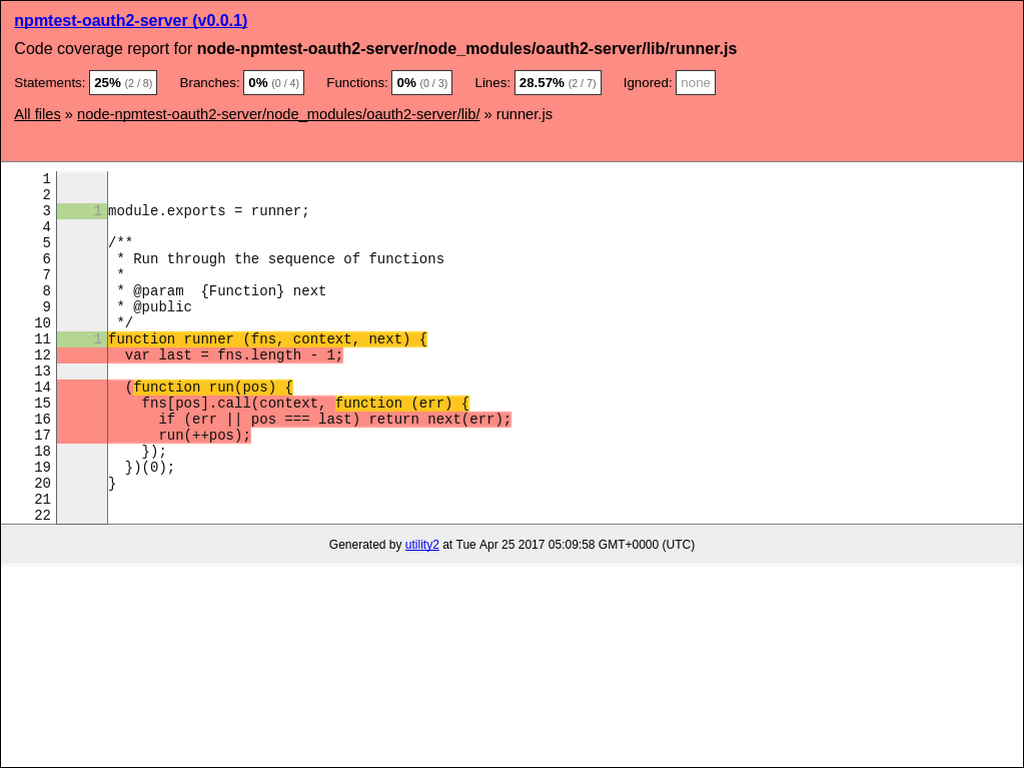 npmtest-oauth2-server (v0.0.1)
Code coverage report for node-npmtest-oauth2-server/node_modules/oauth2-server/lib/runner.js
Statements: 25% (2 / 8) Branches: 0% (0 / 4) Functions: 0% (0 / 3) Lines: 28.57% (2 / 7) Ignored: none
All files » node-npmtest-oauth2-server/node_modules/oauth2-server/lib/ » runner.js
1
2
3 1 module.exports = runner;
4
5 /**
6  * Run through the sequence of functions
7  *
8  * @param  {Function} next
9  * @public
10  */
11 1 function runner (fns, context, next) {
12   var last = fns.length - 1;
13
14   (function run(pos) {
15     fns[pos].call(context, function (err) {
16       if (err || pos === last) return next(err);
17       run(++pos);
18     });
19   })(0);
20 }
21
22
Generated by utility2 at Tue Apr 25 2017 05:09:58 GMT+0000 (UTC)